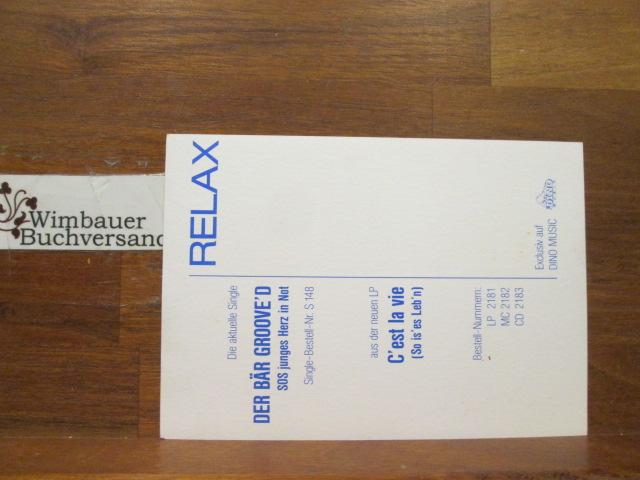 Wimbauer
Buchversand
RELAX
Die aktuelle Single
DER BÄR GROOVE'D
SOS junges Herz in Not
Single-Bestell-Nr. S 148
aus der neuen LP
C'est la vie
(So is'es Leb'n)
Bestell-Nummern:
LP 2181
MC 2182
CD 2183
Exclusiv auf
DINO MUSIC
DINO